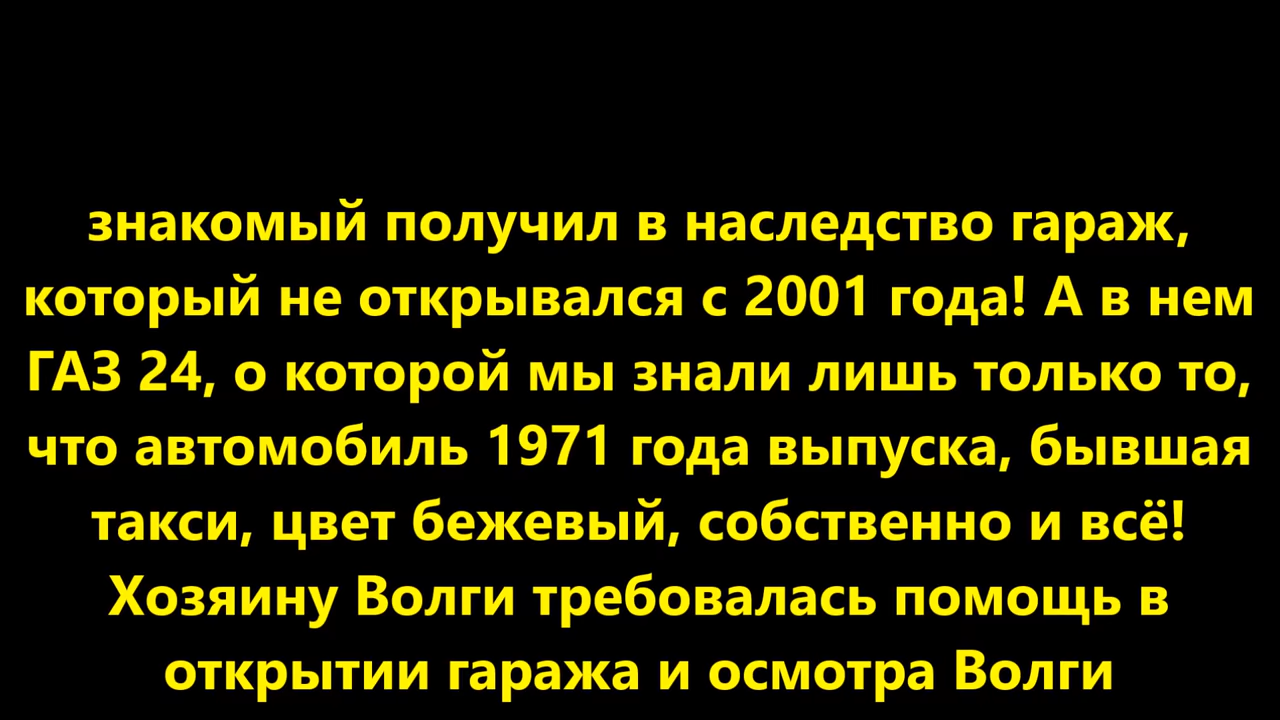 знакомый получил в наследство гараж,
который не открывался с 2001 года! А в нем
ГАЗ 24, о которой мы знали лишь только то,
что автомобиль 1971 года выпуска, бывшая
такси, цвет бежевый, собственно и всё!
Хозяину Волги требовалась помощь в
открытии гаража и осмотра Волги